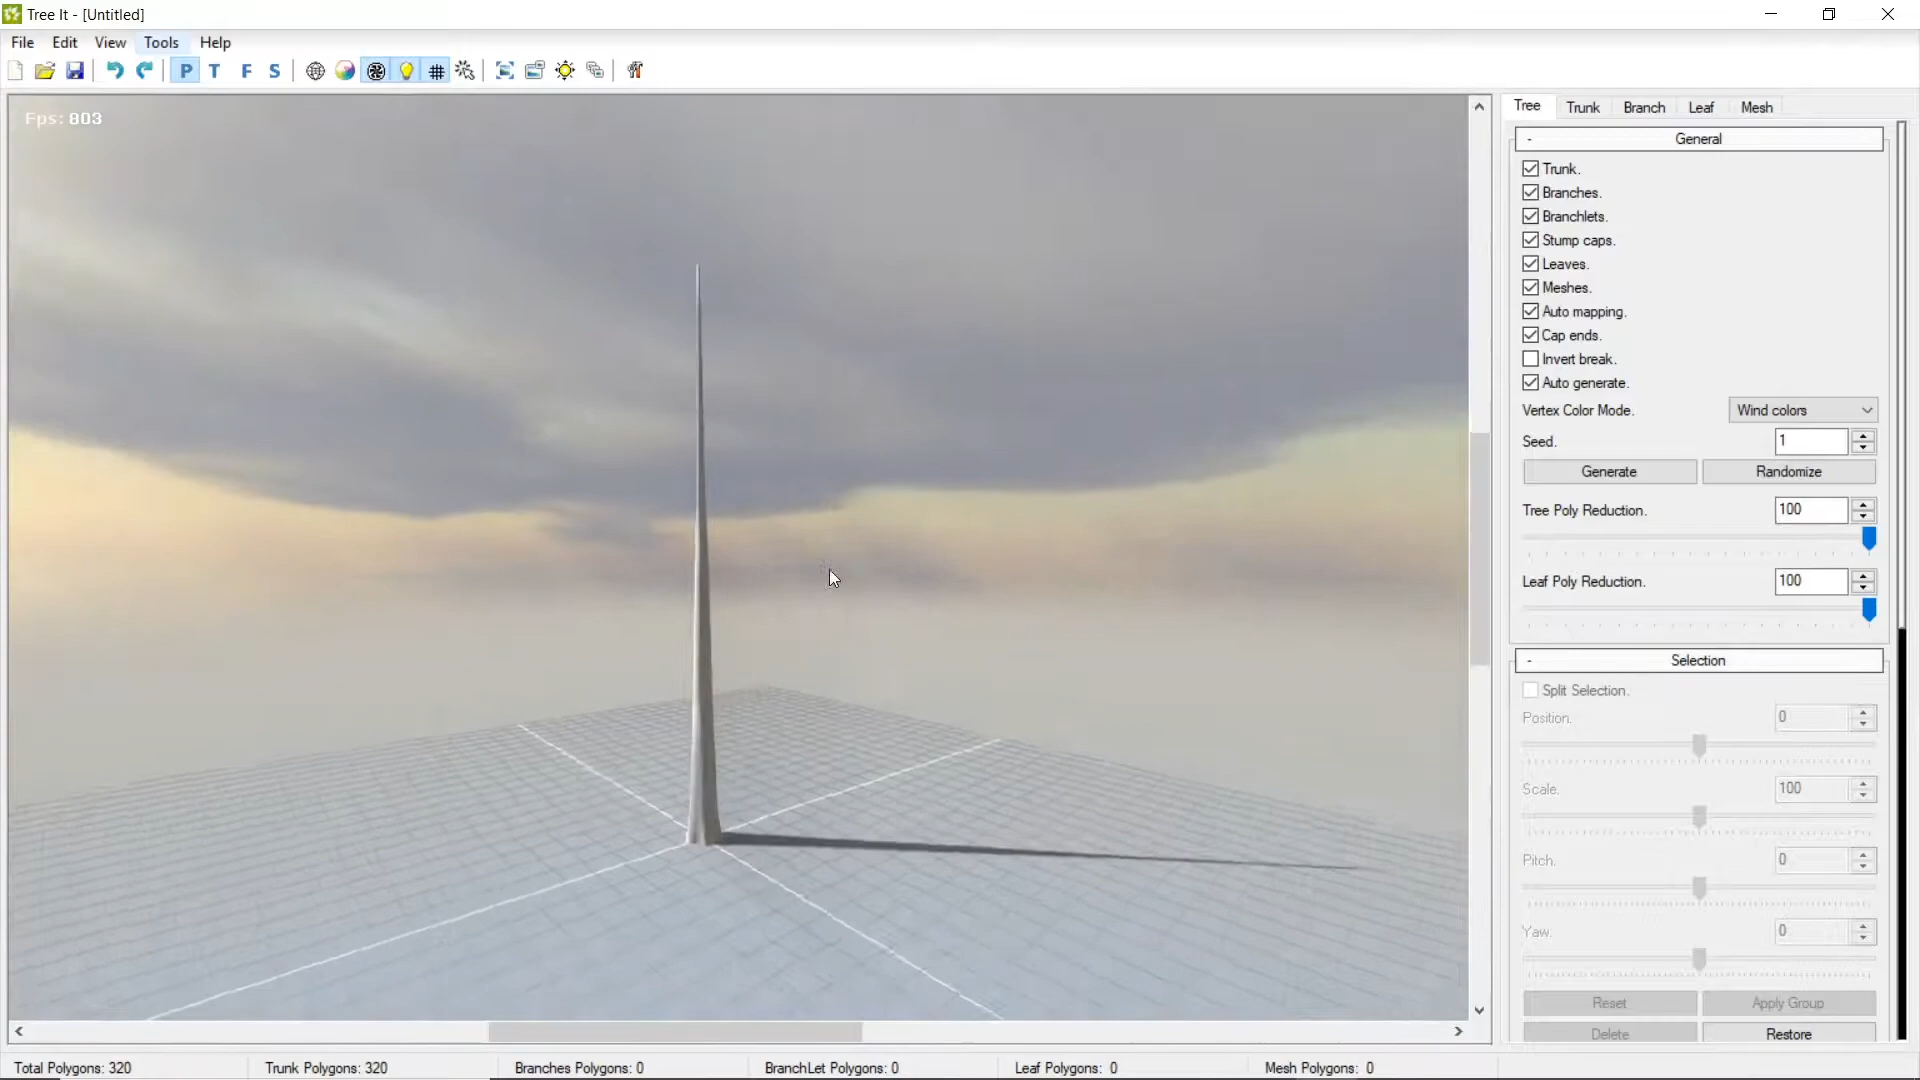 Tree It - [Untitled]
File Edit View Tools Help
P T F S
Fps: 803
Tree Trunk Branch Leaf Mesh
- General
Trunk.
Branches.
Branchlets.
Stump caps.
Leaves.
Meshes.
Auto mapping.
Cap ends.
Invert break.
Auto generate.
Vertex Color Mode. Wind colors
Seed. 1
Generate Randomize
Tree Poly Reduction. 100
Leaf Poly Reduction. 100
- Selection
Split Selection.
Position. 0
Scale. 100
Pitch. 0
Yaw. 0
Reset Apply Group
Delete Restore
Total Polygons: 320 Trunk Polygons: 320 Branches Polygons: 0 BranchLet Polygons: 0 Leaf Polygons: 0 Mesh Polygons: 0